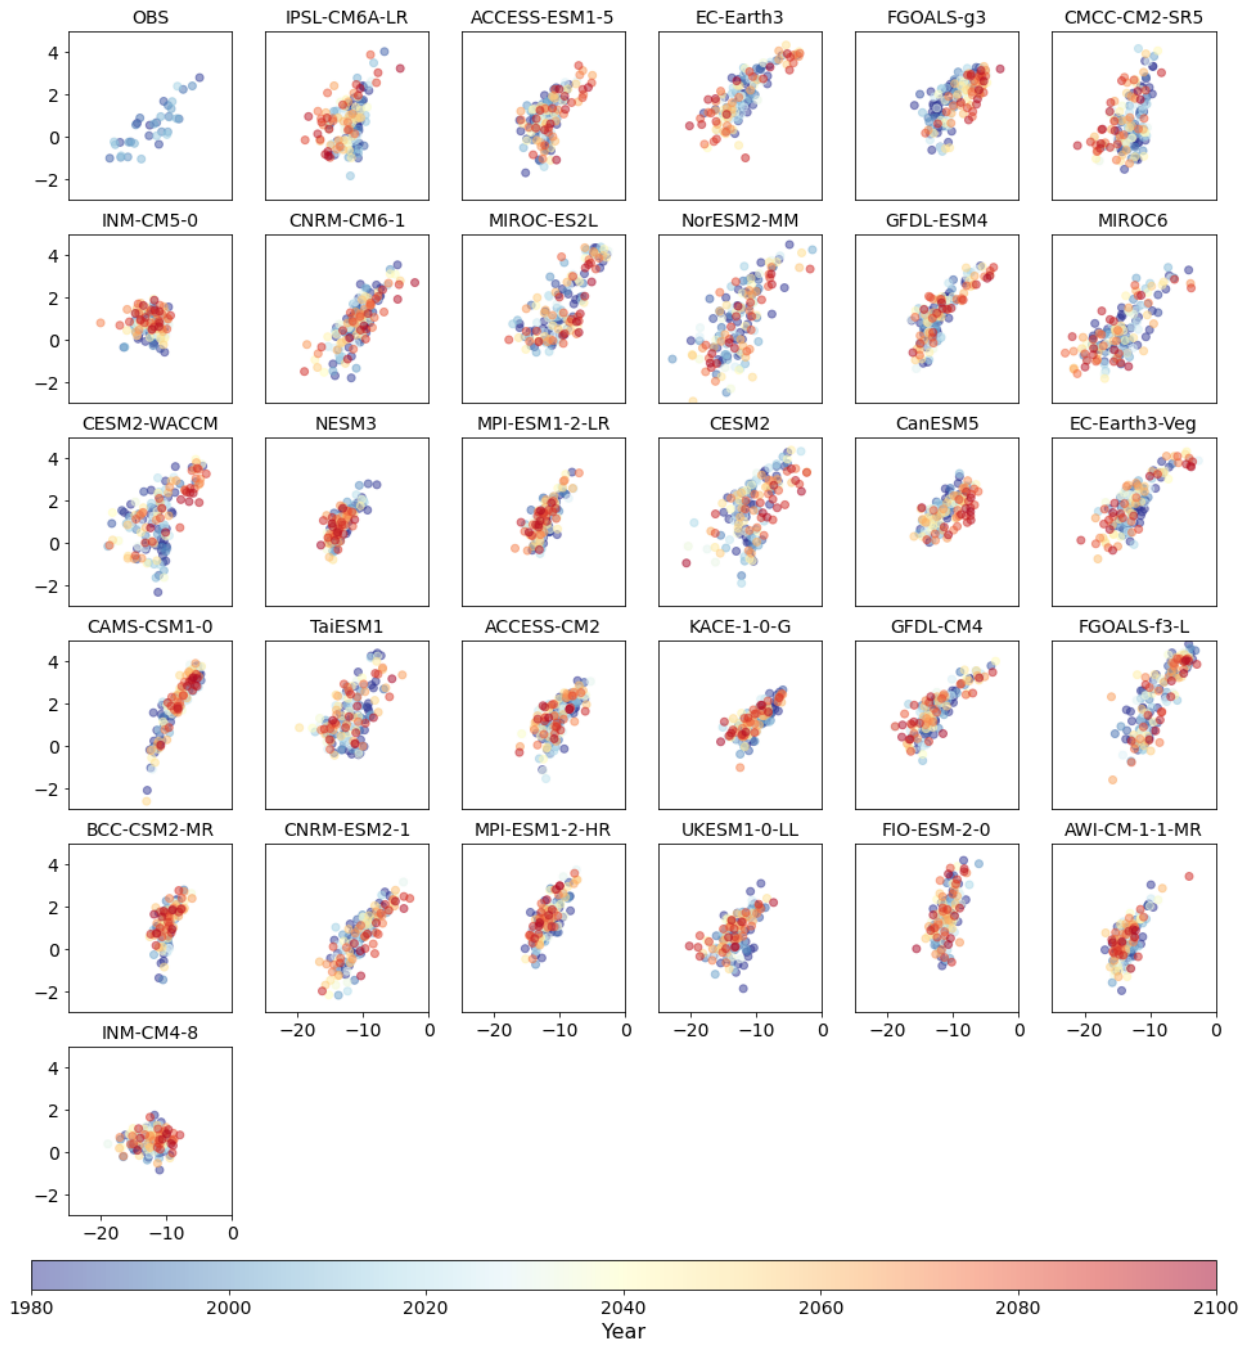 OBS IPSL-CM6A-LR ACCESS-ESM1-5 EC-Earth3 FGOALS-g3 CMCC-CM2-SR5
4
2
0
−2
INM-CM5-0 CNRM-CM6-1 MIROC-ES2L NorESM2-MM GFDL-ESM4 MIROC6
4
2
0
−2
CESM2-WACCM NESM3 MPI-ESM1-2-LR CESM2 CanESM5 EC-Earth3-Veg
4
2
0
−2
CAMS-CSM1-0 TaiESM1 ACCESS-CM2 KACE-1-0-G GFDL-CM4 FGOALS-f3-L
4
2
0
−2
BCC-CSM2-MR CNRM-ESM2-1 MPI-ESM1-2-HR UKESM1-0-LL FIO-ESM-2-0 AWI-CM-1-1-MR
4
2
0
−2
−20 −10 0 −20 −10 0 −20 −10 0 −20 −10 0 −20 −10 0
INM-CM4-8
4
2
0
−2
−20 −10 0
1980 2000 2020 2040 2060 2080 2100
Year